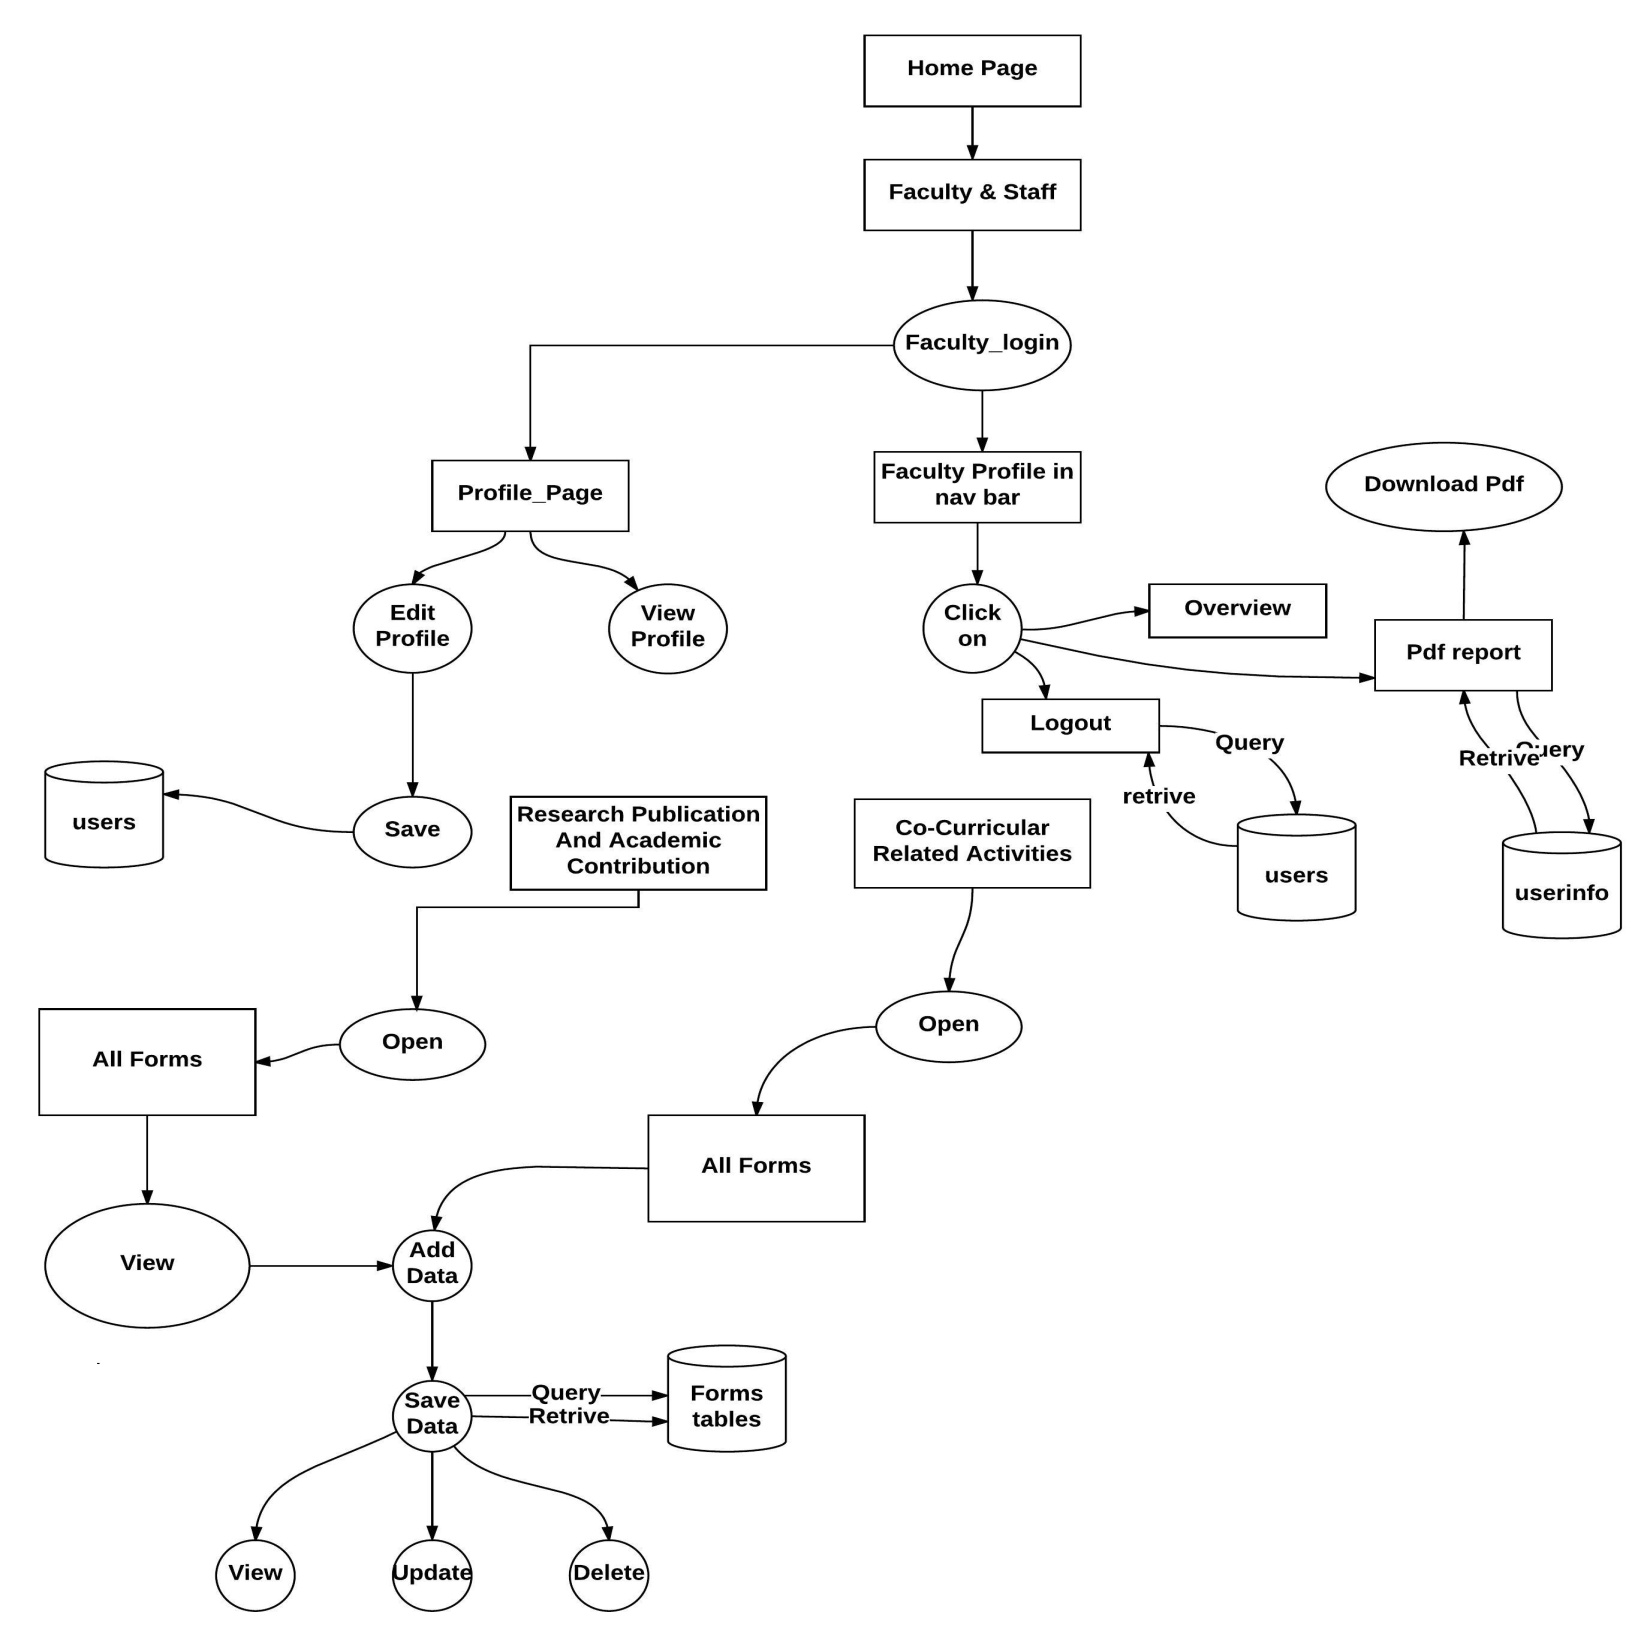 Home Page
Faculty & Staff
Faculty_login
Profile_Page
Faculty Profile in
nav bar
Download Pdf
Edit
Profile
View
Profile
Click
on
Overview
Pdf report
Logout
Query
Retrive
Query
retrive
users
Save
Research Publication
And Academic
Contribution
Co-Curricular
Related Activities
users
userinfo
All Forms
Open
Open
All Forms
View
Add
Data
Save
Data
Query
Retrive
Forms
tables
View
Update
Delete